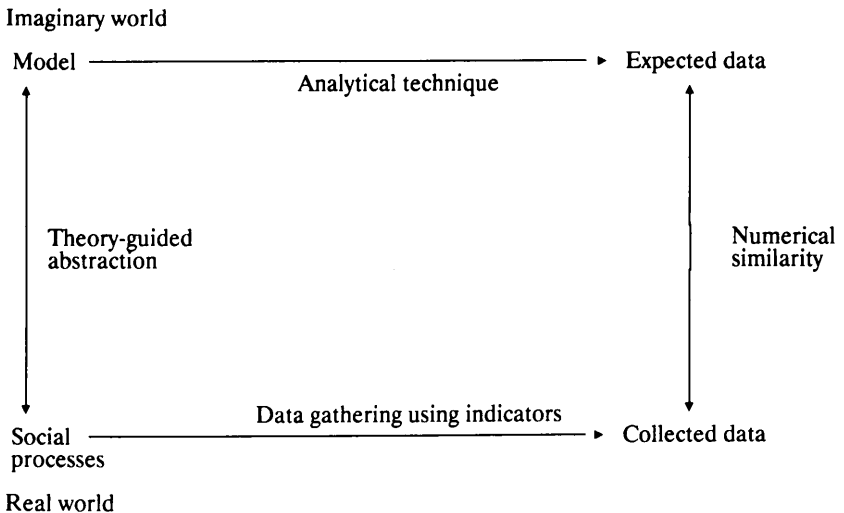 Imaginary world
Model
Expected data
Analytical technique
Theory-guided
abstraction
Numerical
similarity
Data gathering using indicators
Social
processes
Collected data
Real world